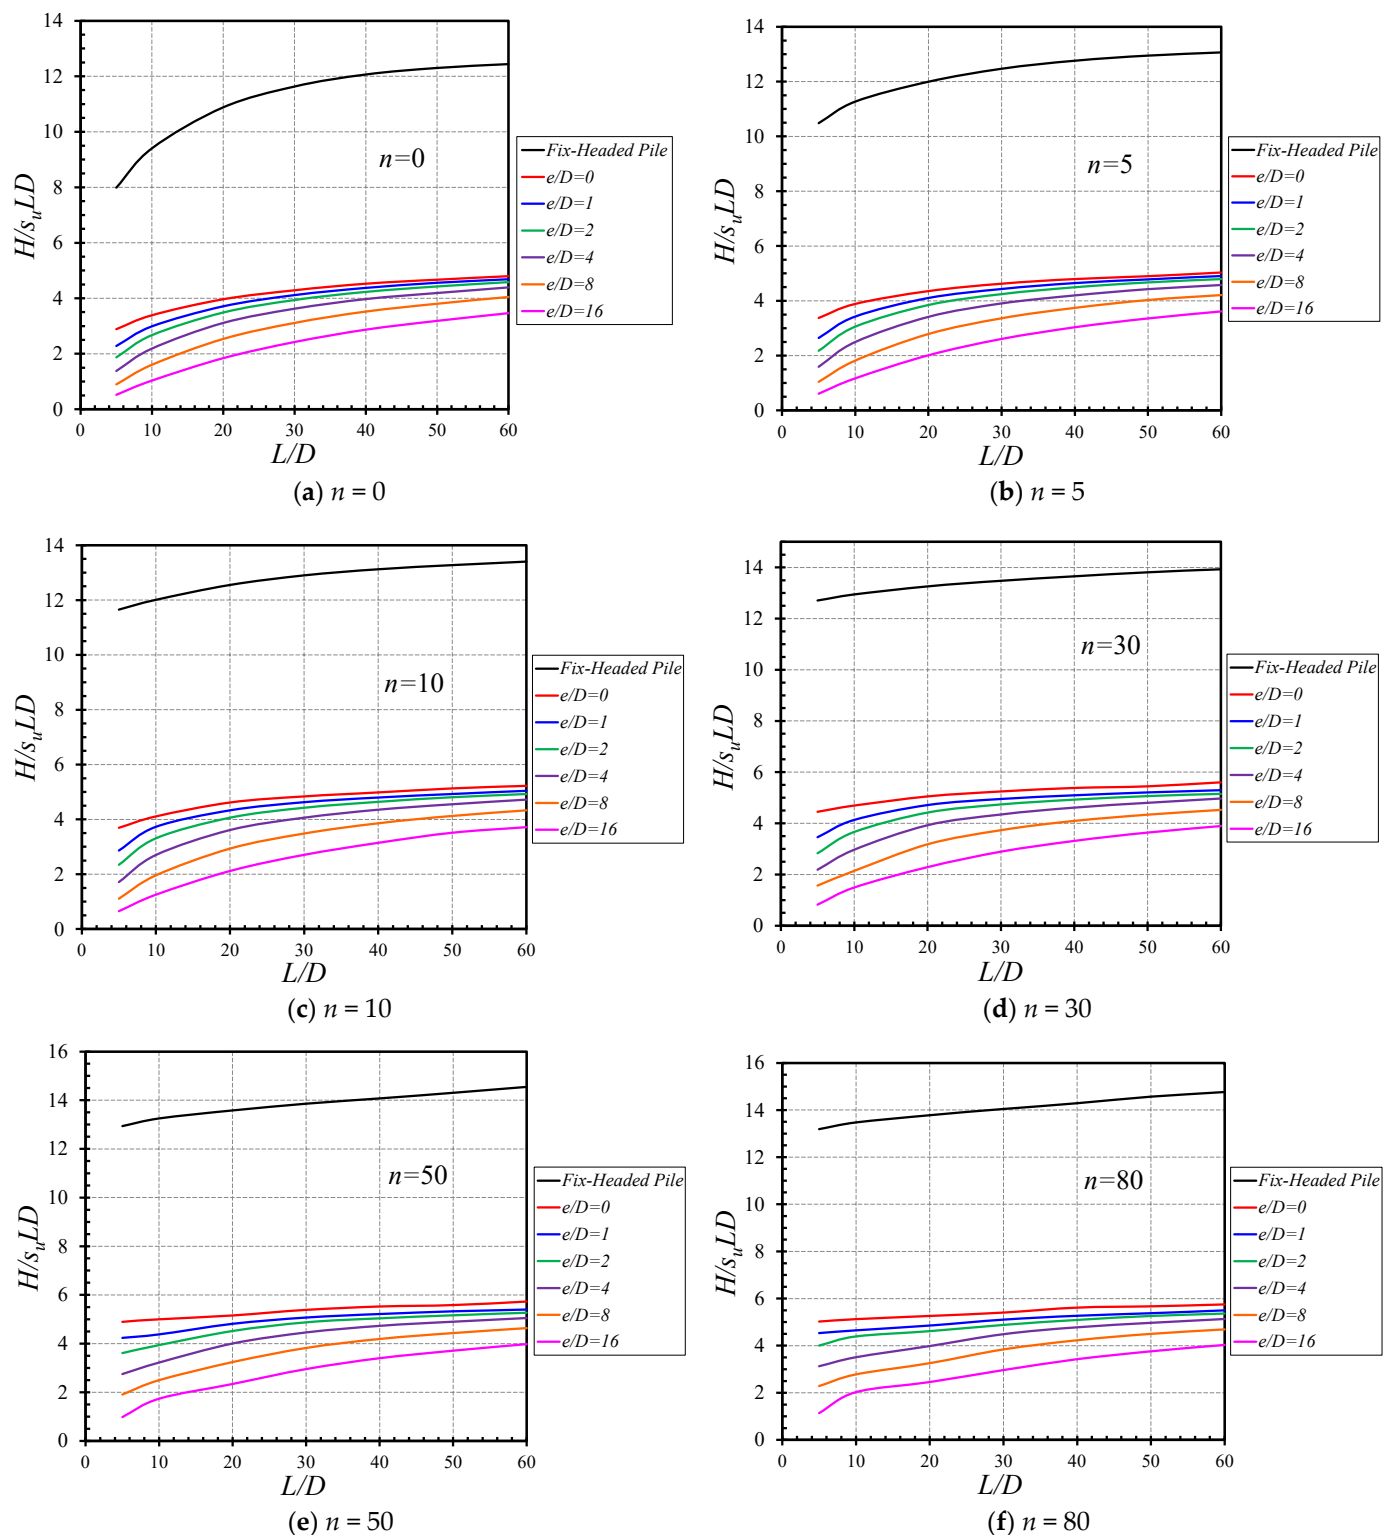 14
12
10
8
6
4
2
0
0 10 20 30 40 50 60
H/suLD
L/D
n=0
Fix-Headed Pile
e/D=0
e/D=1
e/D=2
e/D=4
e/D=8
e/D=16
(a) n = 0
14
12
10
8
6
4
2
0
0 10 20 30 40 50 60
H/suLD
L/D
n=5
Fix-Headed Pile
e/D=0
e/D=1
e/D=2
e/D=4
e/D=8
e/D=16
(b) n = 5
14
12
10
8
6
4
2
0
0 10 20 30 40 50 60
H/suLD
L/D
n=10
Fix-Headed Pile
e/D=0
e/D=1
e/D=2
e/D=4
e/D=8
e/D=16
(c) n = 10
14
12
10
8
6
4
2
0
0 10 20 30 40 50 60
H/suLD
L/D
n=30
Fix-Headed Pile
e/D=0
e/D=1
e/D=2
e/D=4
e/D=8
e/D=16
(d) n = 30
16
14
12
10
8
6
4
2
0
0 10 20 30 40 50 60
H/suLD
L/D
n=50
Fix-Headed Pile
e/D=0
e/D=1
e/D=2
e/D=4
e/D=8
e/D=16
(e) n = 50
16
14
12
10
8
6
4
2
0
0 10 20 30 40 50 60
H/suLD
L/D
n=80
Fix-Headed Pile
e/D=0
e/D=1
e/D=2
e/D=4
e/D=8
e/D=16
(f) n = 80